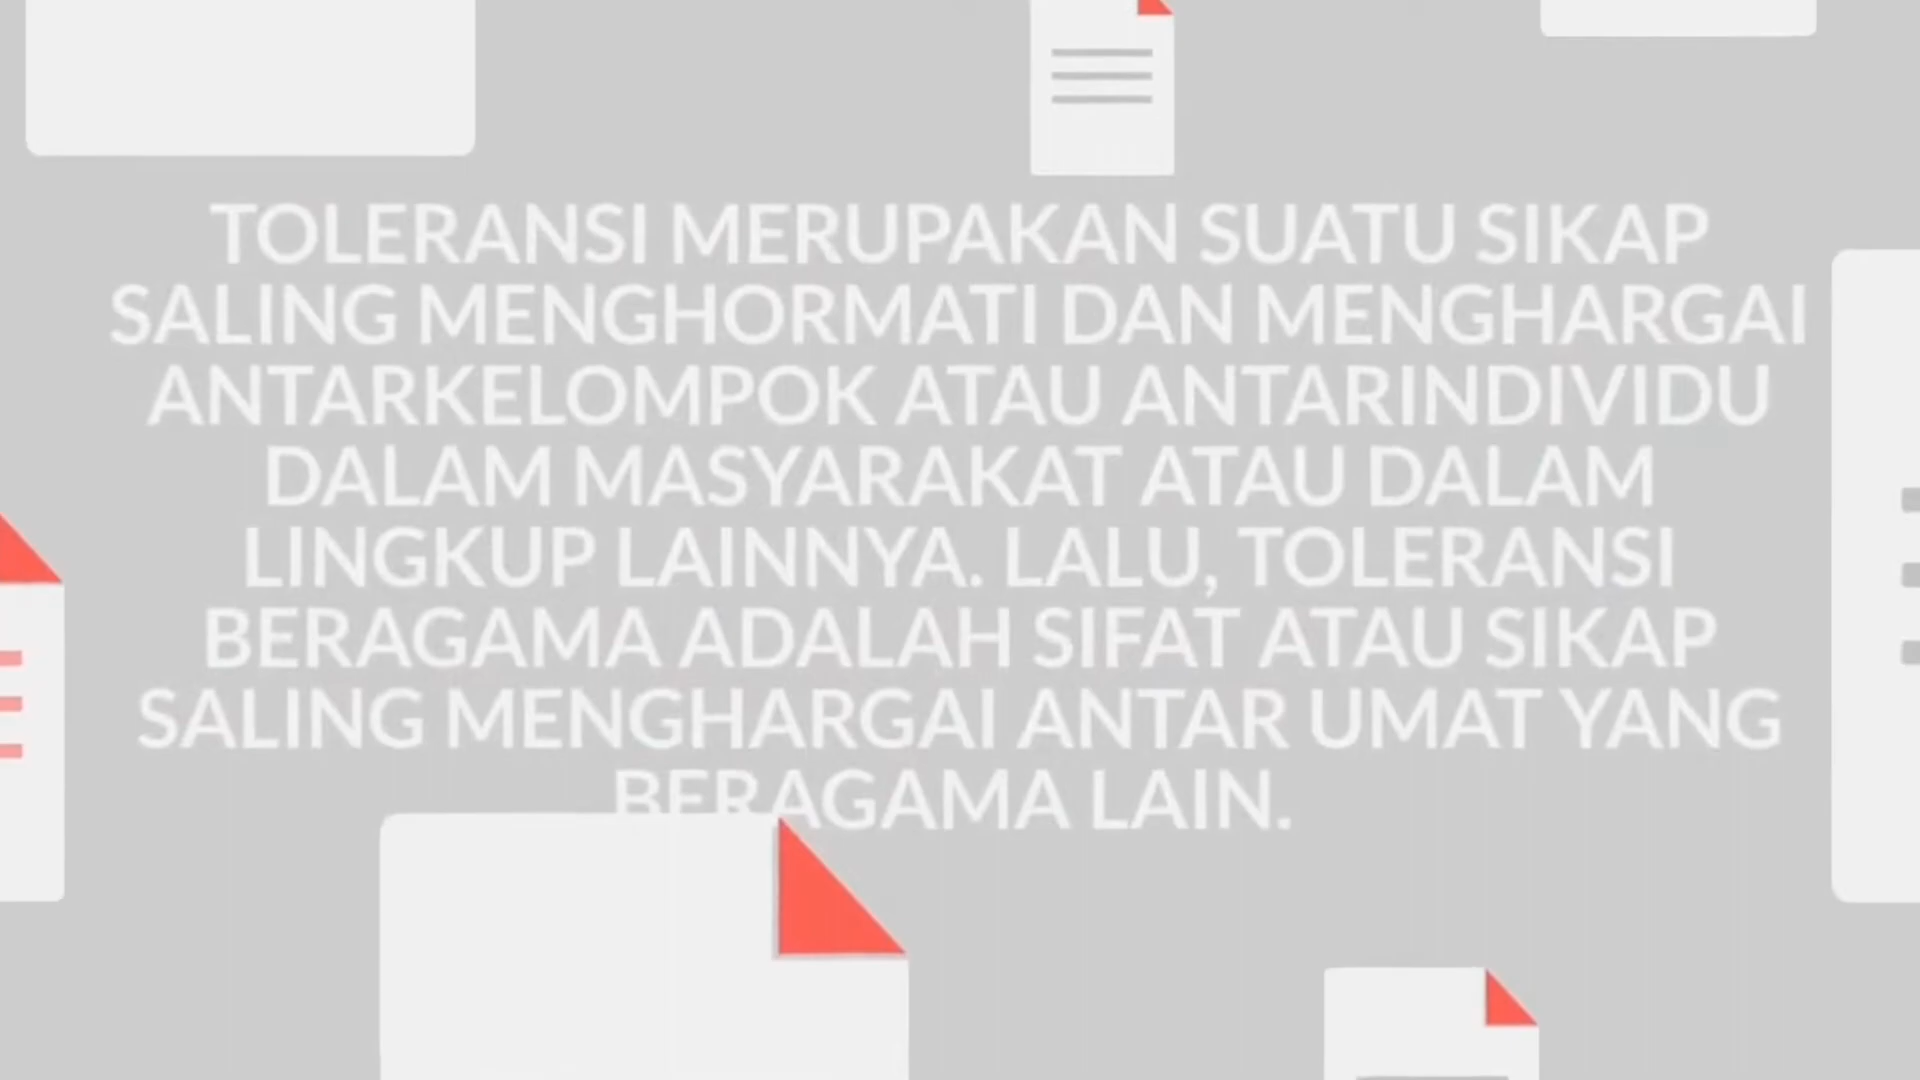 TOLERANSI MERUPAKAN SUATU SIKAP
SALING MENGHORMATI DAN MENGHARGAI
ANTARKELOMPOK ATAU ANTARINDIVIDU
DALAM MASYARAKAT ATAU DALAM
LINGKUP LAINNYA. LALU, TOLERANSI
BERAGAMA ADALAH SIFAT ATAU SIKAP
SALING MENGHARGAI ANTAR UMAT YANG
BERAGAMA LAIN.